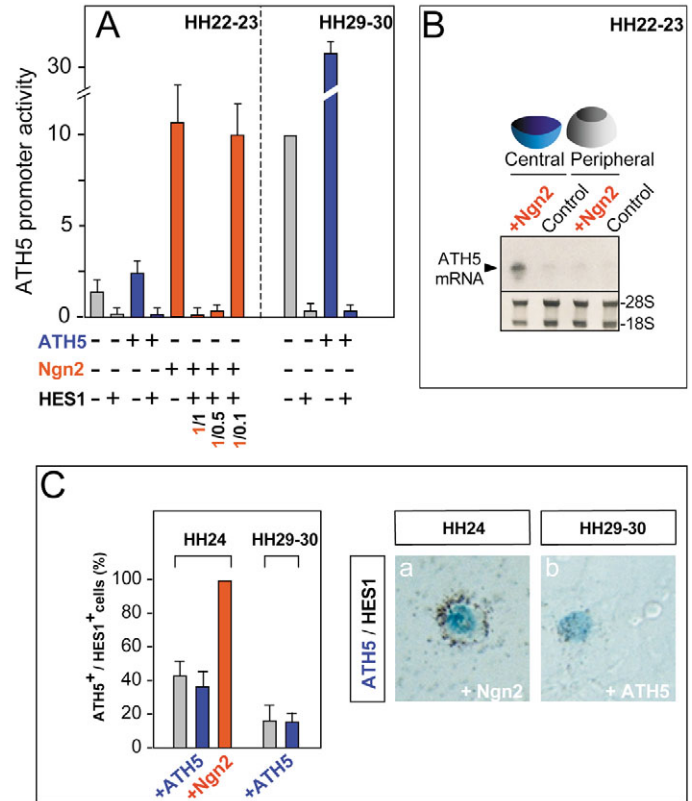 A
HH22-23
HH29-30
ATH5 promoter activity
30
10
5
0
ATH5 – – + + – – – – – – + +
Ngn2 – – – – + + + + – – – –
HES1 – + – + – + + + – + – +
1/1
1/0.5
1/0.1
B
HH22-23
Central Peripheral
+Ngn2
Control
+Ngn2
Control
ATH5
mRNA
-28S
-18S
C
HH24
HH29-30
ATH5+ / HES1+ cells (%)
100
80
60
40
20
0
+ATH5
+Ngn2
+ATH5
HH24
HH29-30
ATH5 / HES1
a
+ Ngn2
b
+ ATH5